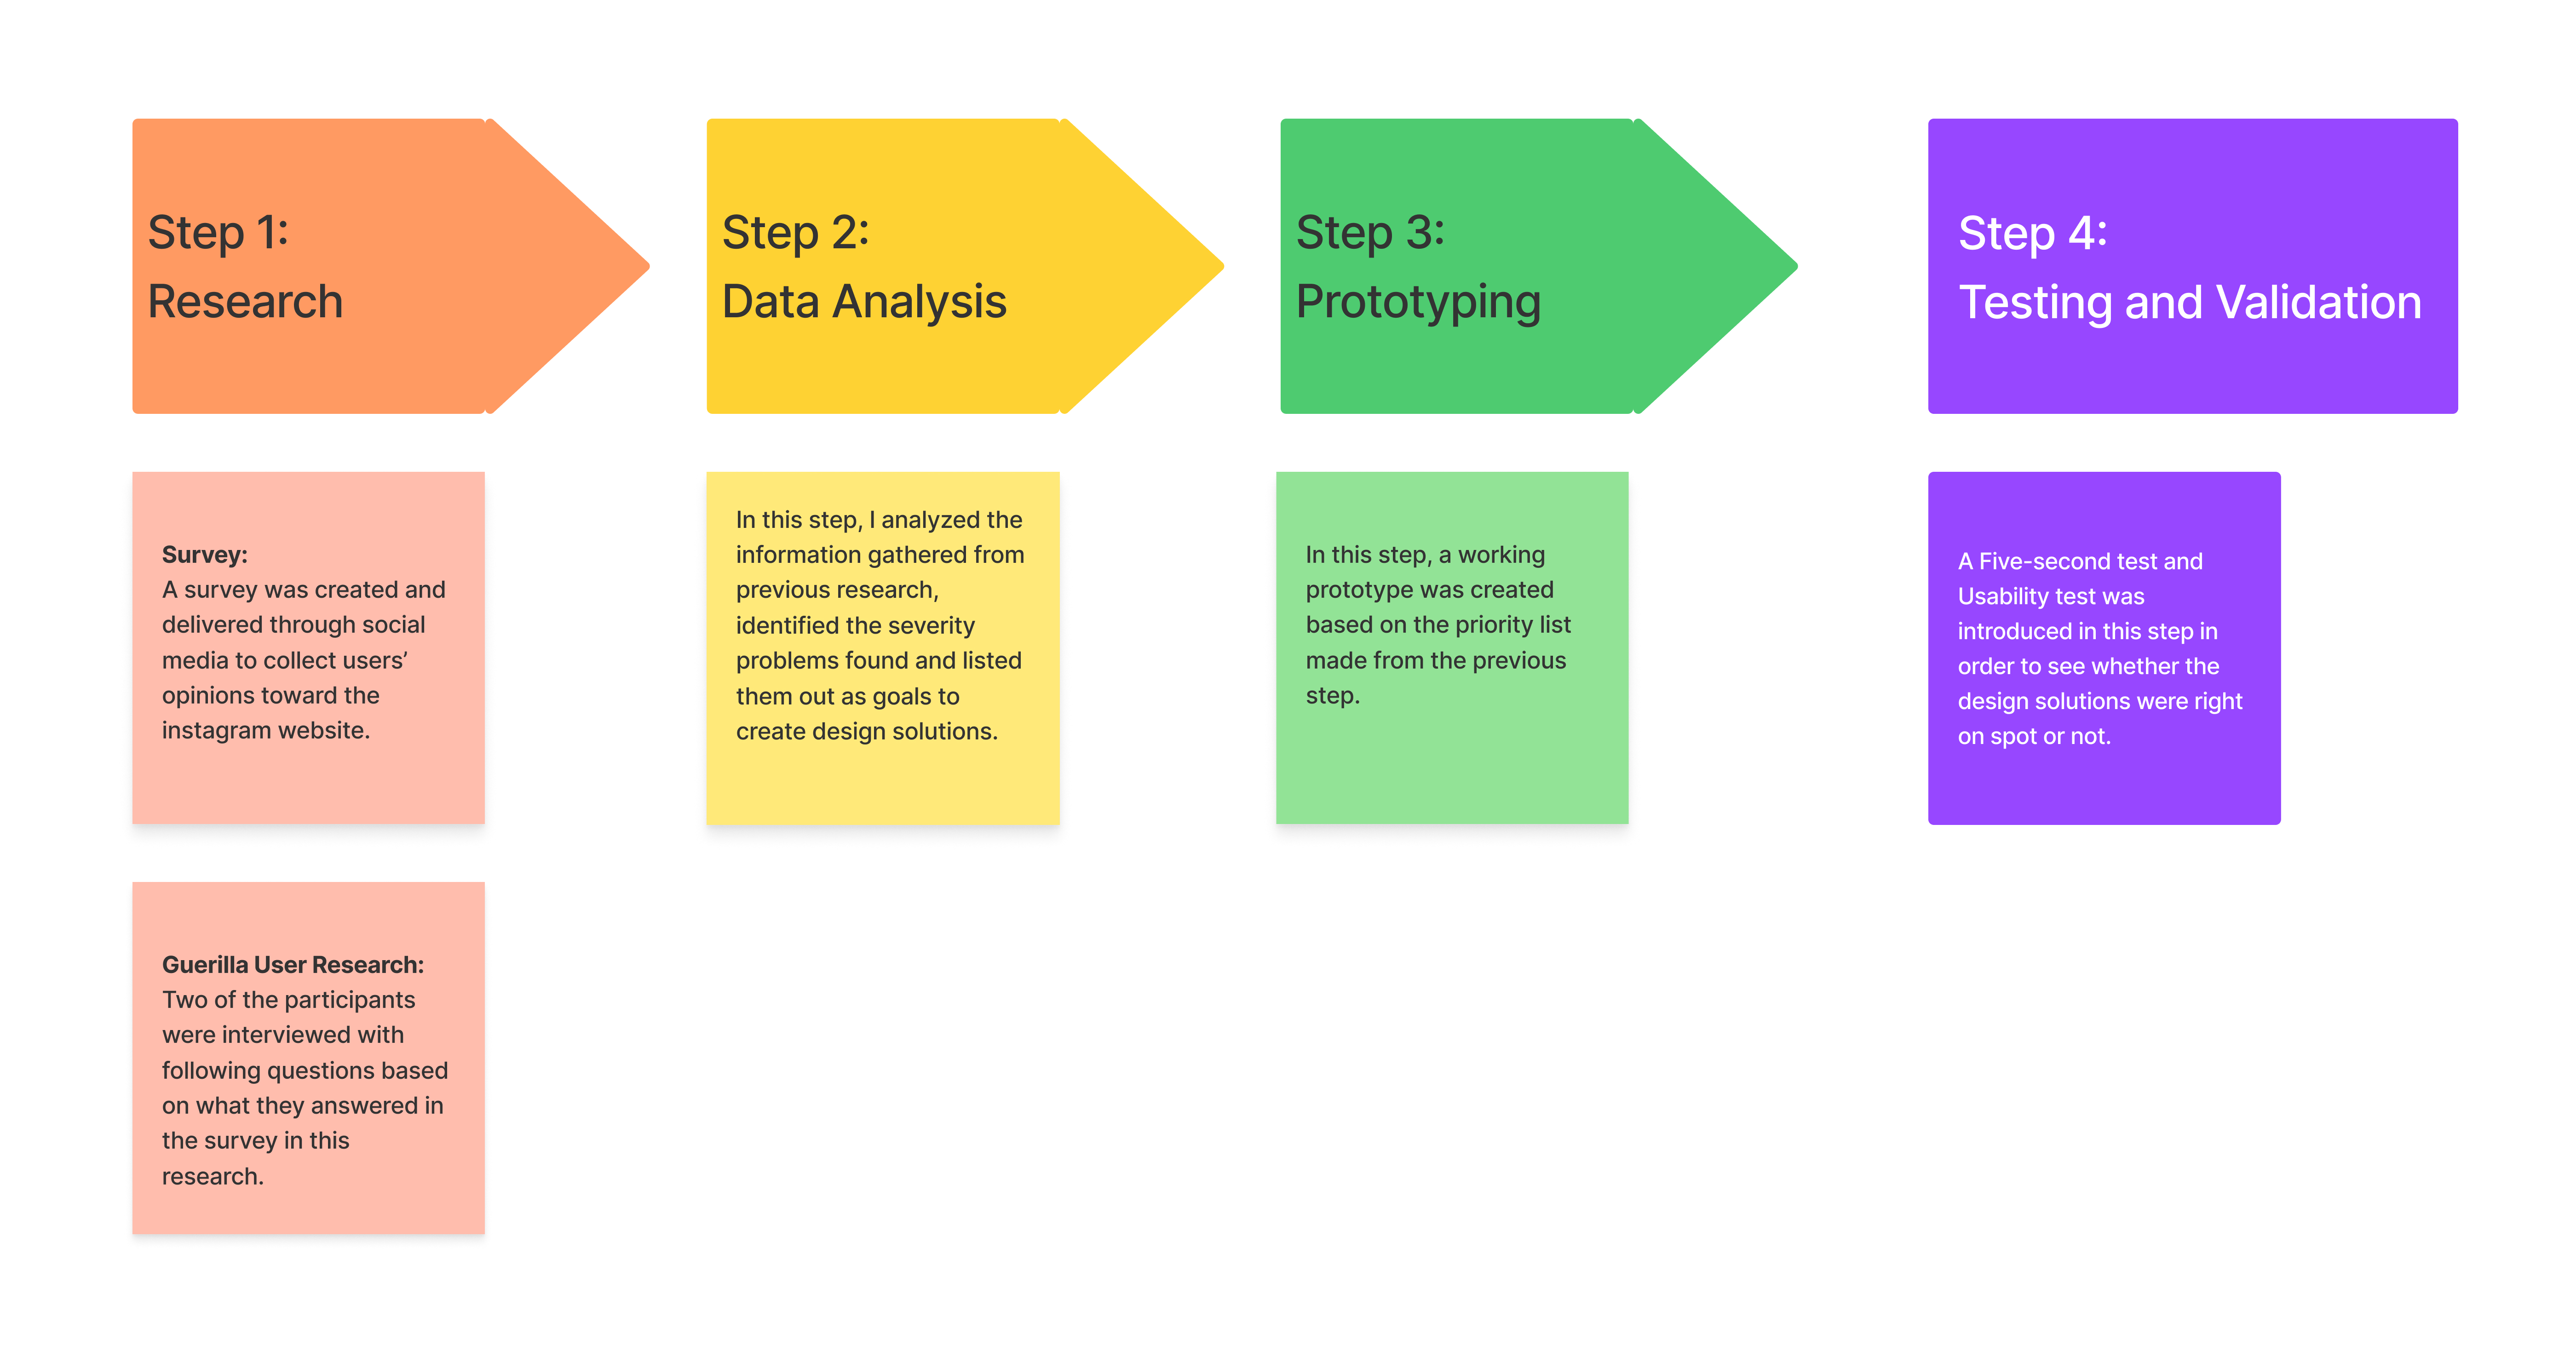 Step 1:
Research
Step 2:
Data Analysis
Step 3:
Prototyping
Step 4:
Testing and Validation
Survey:
A survey was created and
delivered through social
media to collect users’
opinions toward the
instagram website.
In this step, I analyzed the
information gathered from
previous research,
identified the severity
problems found and listed
them out as goals to
create design solutions.
In this step, a working
prototype was created
based on the priority list
made from the previous
step.
A Five-second test and
Usability test was
introduced in this step in
order to see whether the
design solutions were right
on spot or not.
Guerilla User Research:
Two of the participants
were interviewed with
following questions based
on what they answered in
the survey in this
research.